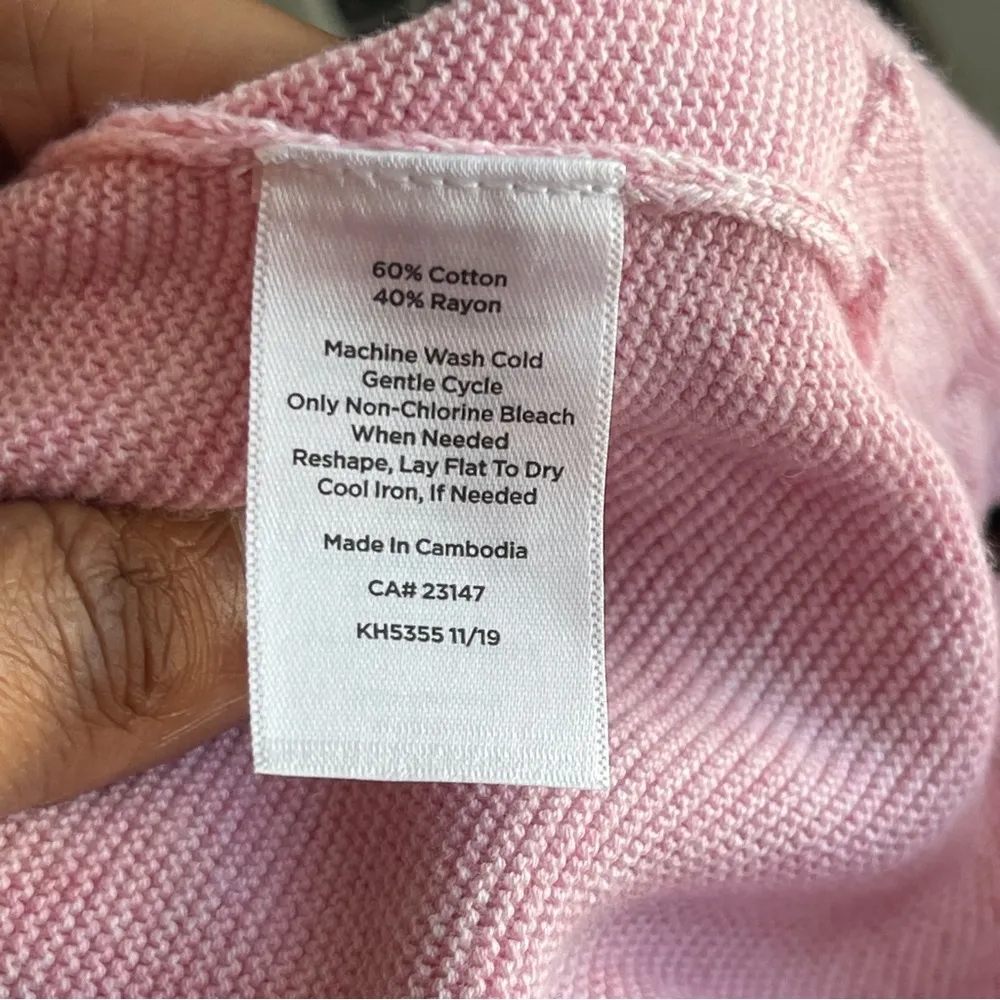 60% Cotton
40% Rayon
Machine Wash Cold
Gentle Cycle
Only Non-Chlorine Bleach
When Needed
Reshape, Lay Flat To Dry
Cool Iron, If Needed
Made In Cambodia
CA# 23147
KH5355 11/19